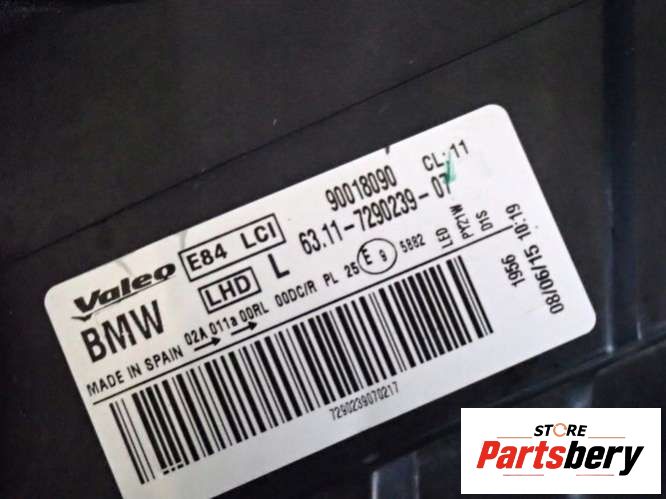 90018090 CL:11
Valeo E84 LCI 63.11-7290239-07
BMW LHD L
MADE IN SPAIN 02A 011a 00RL 00DC/R PL 25 E 9 5882 LED PY21W D1S
1956
08/06/15 10:19
7290239070217
STORE
Partsbery